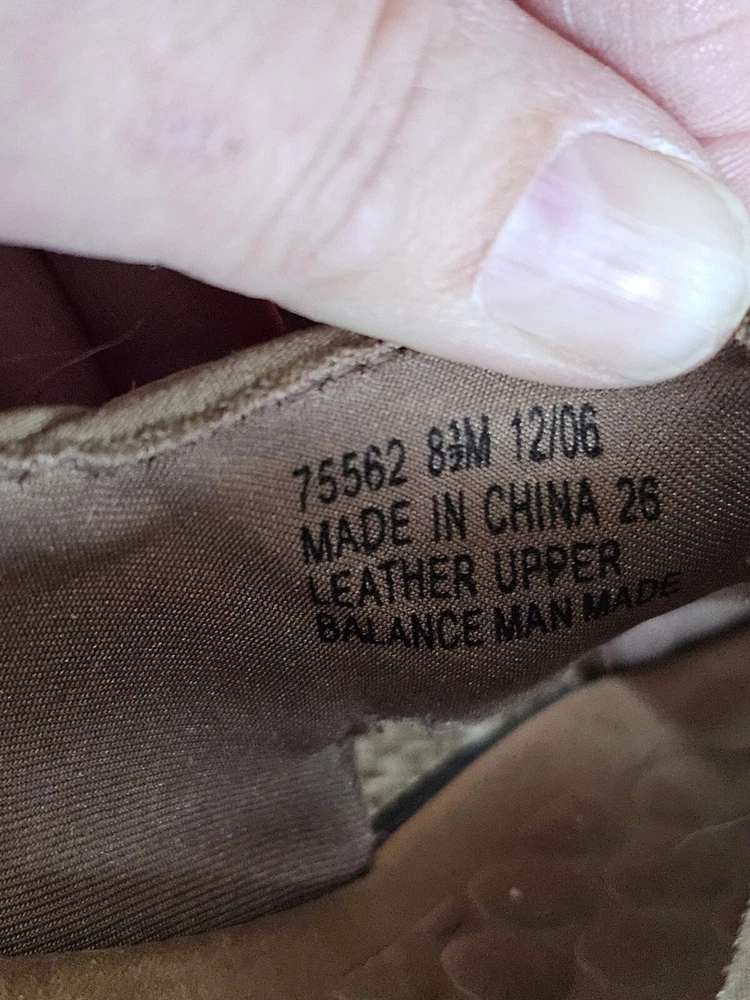 75562 8½M 12/06
MADE IN CHINA 26
LEATHER UPPER
BALANCE MAN MADE